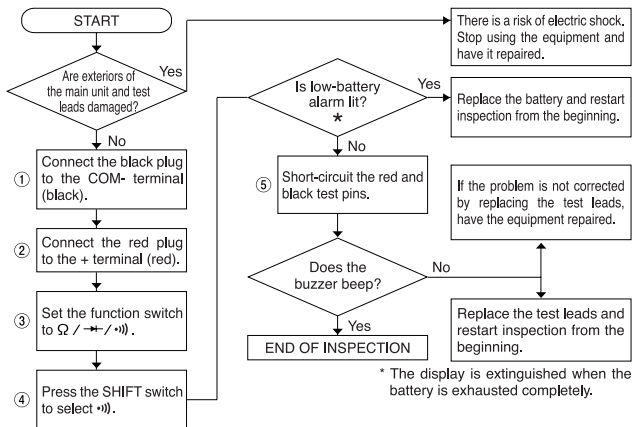 START
Are exteriors of
the main unit and test
leads damaged?
Yes
No
There is a risk of electric shock.
Stop using the equipment and
have it repaired.
① Connect the black plug
to the COM- terminal
(black).
② Connect the red plug
to the + terminal (red).
③ Set the function switch
to Ω / ➔+ / •))) .
④ Press the SHIFT switch
to select •))).
Is low-battery
alarm lit?
*
Yes
No
Replace the battery and restart
inspection from the beginning.
⑤ Short-circuit the red and
black test pins.
Does the
buzzer beep?
No
Yes
If the problem is not corrected
by replacing the test leads,
have the equipment repaired.
Replace the test leads and
restart inspection from the
beginning.
END OF INSPECTION
* The display is extinguished when the
battery is exhausted completely.